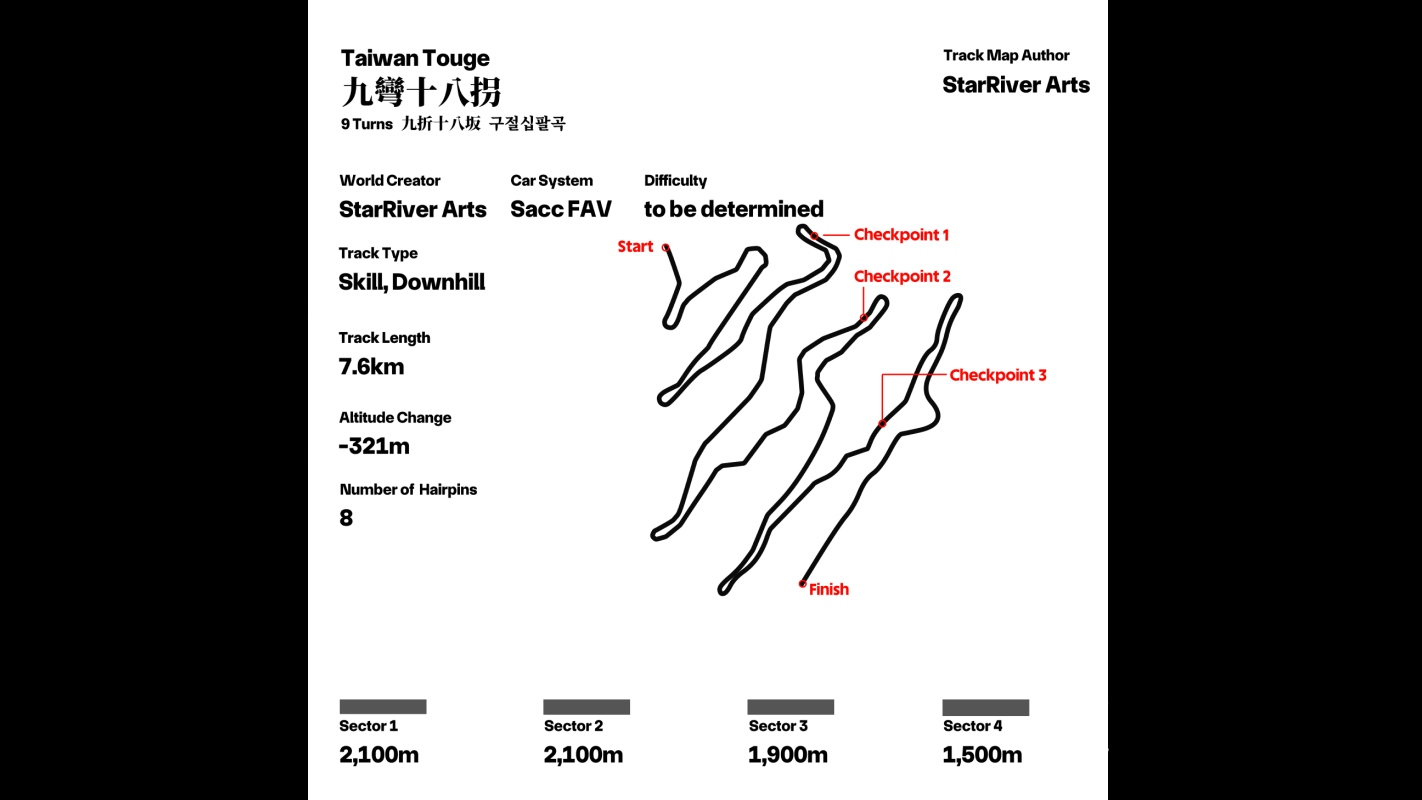 Taiwan Touge
九彎十八拐
9 Turns 九折十八坂 구절십팔곡
Track Map Author
StarRiver Arts
World Creator
StarRiver Arts
Car System
Sacc FAV
Difficulty
to be determined
Track Type
Skill, Downhill
Track Length
7.6km
Altitude Change
-321m
Number of Hairpins
8
Start
Checkpoint 1
Checkpoint 2
Checkpoint 3
Finish
Sector 1
2,100m
Sector 2
2,100m
Sector 3
1,900m
Sector 4
1,500m